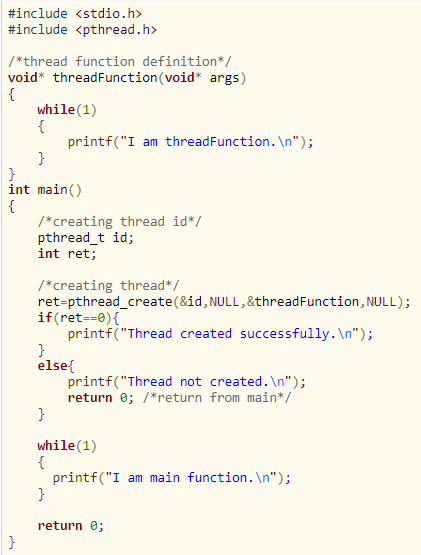 #include <stdio.h>
#include <pthread.h>

/*thread function definition*/
void* threadFunction(void* args)
{
    while(1)
    {
        printf("I am threadFunction.\n");
    }
}
int main()
{
    /*creating thread id*/
    pthread_t id;
    int ret;

    /*creating thread*/
    ret=pthread_create(&id,NULL,&threadFunction,NULL);
    if(ret==0){
        printf("Thread created successfully.\n");
    }
    else{
        printf("Thread not created.\n");
        return 0; /*return from main*/
    }

    while(1)
    {
      printf("I am main function.\n");
    }

    return 0;
}